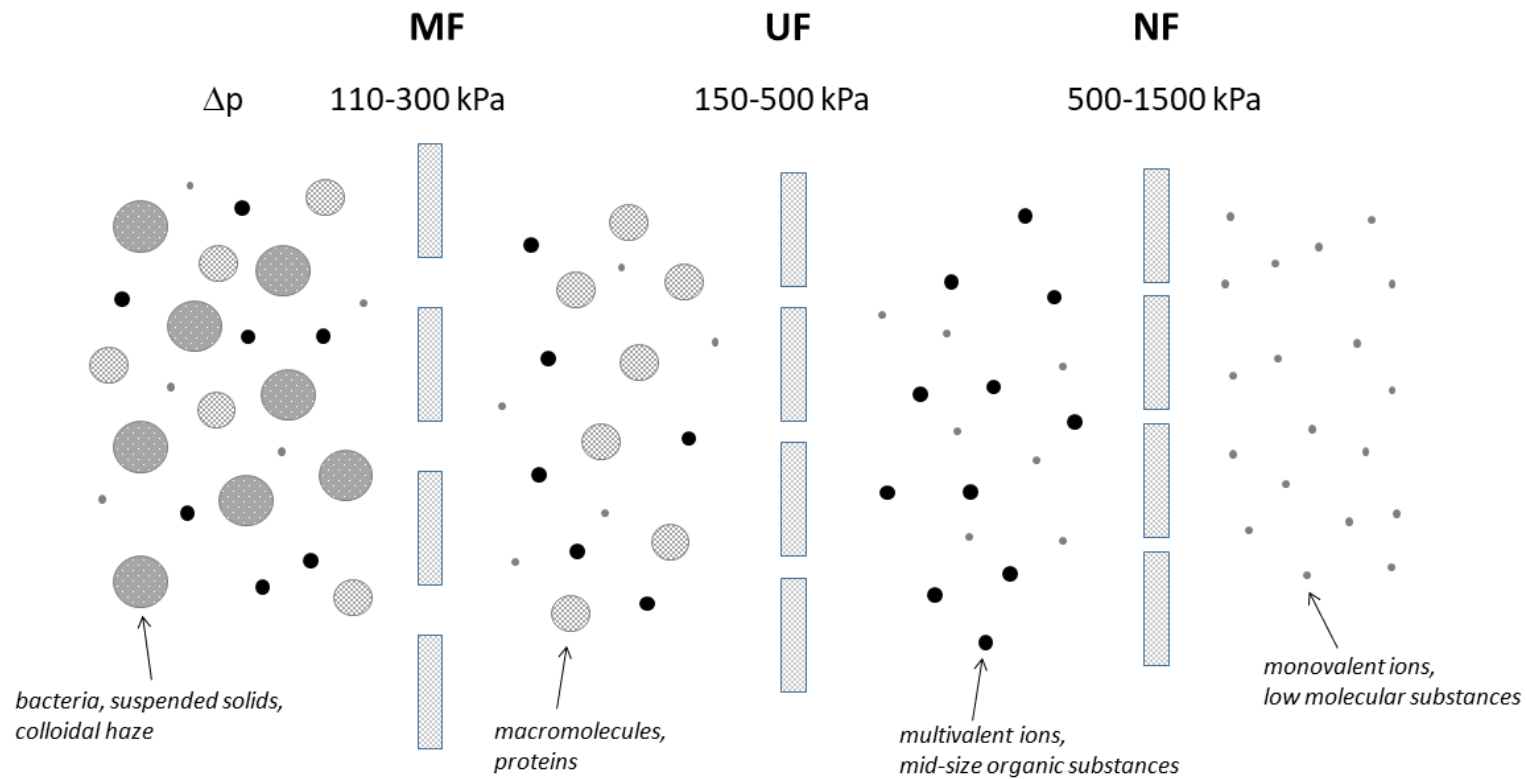 MF UF NF
Δp 110-300 kPa 150-500 kPa 500-1500 kPa
bacteria, suspended solids,
colloidal haze
macromolecules,
proteins
multivalent ions,
mid-size organic substances
monovalent ions,
low molecular substances